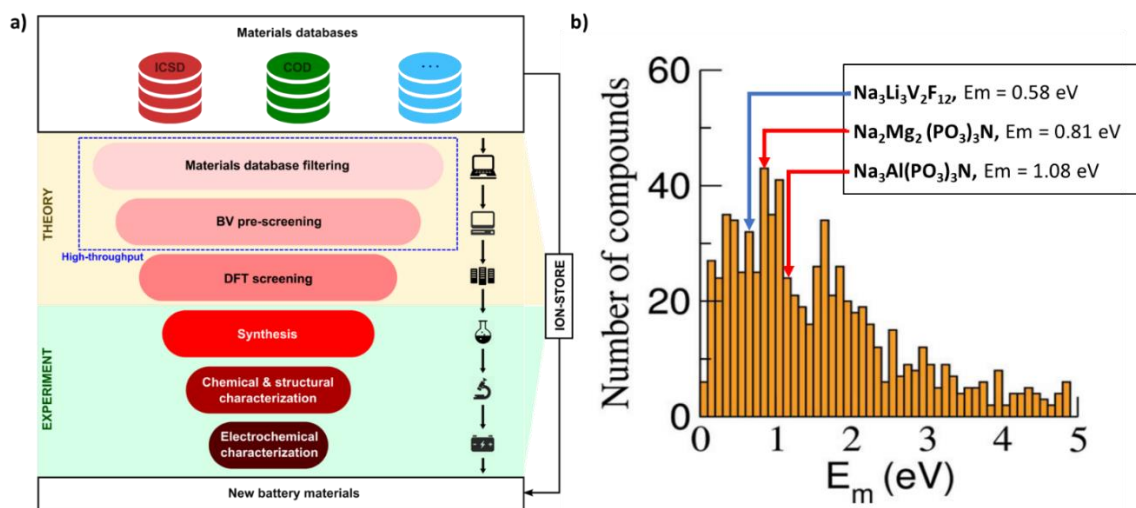 a)
Materials databases
ICSD
COD
...
THEORY
Materials database filtering
BV pre-screening
High-throughput
DFT screening
ION-STORE
EXPERIMENT
Synthesis
Chemical & structural
characterization
Electrochemical
characterization
New battery materials
b)
Number of compounds
60
40
20
0
0
1
2
3
4
5
Eₘ (eV)
Na₃Li₃V₂F₁₂, Em = 0.58 eV
Na₂Mg₂ (PO₃)₃N, Em = 0.81 eV
Na₃Al(PO₃)₃N, Em = 1.08 eV